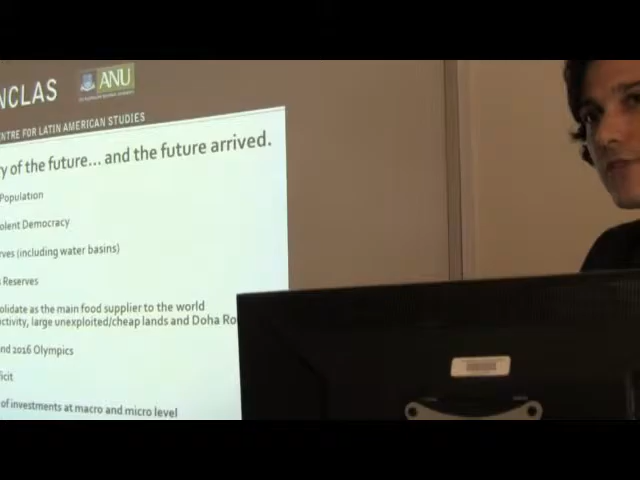 NCLAS
ANU
NTRE FOR LATIN AMERICAN STUDIES
y of the future... and the future arrived.
Population
olent Democracy
rves (including water basins)
Reserves
olidate as the main food supplier to the world
ctivity, large unexploited/cheap lands and Doha Ro
nd 2016 Olympics
icit
of investments at macro and micro level